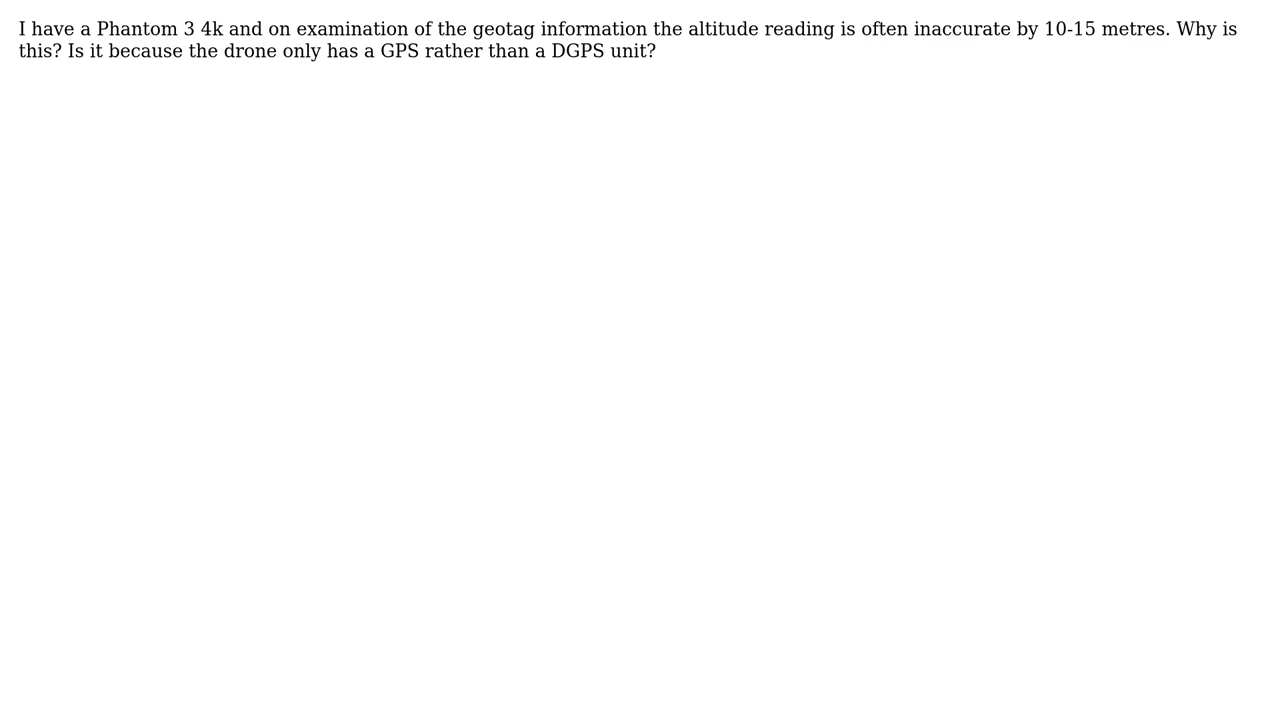 I have a Phantom 3 4k and on examination of the geotag information the altitude reading is often inaccurate by 10-15 metres. Why is
this? Is it because the drone only has a GPS rather than a DGPS unit?